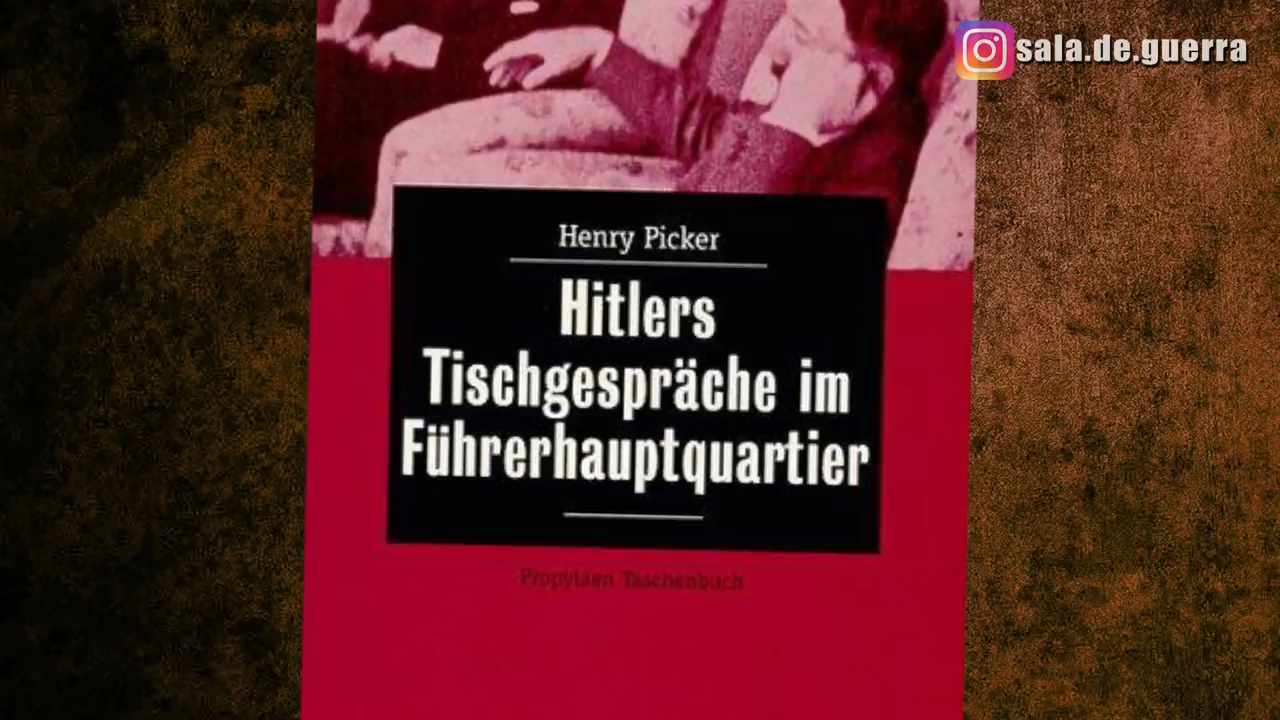 sala.de.guerra
Henry Picker
Hitlers
Tischgespräche im
Führerhauptquartier
Propyläen Taschenbuch